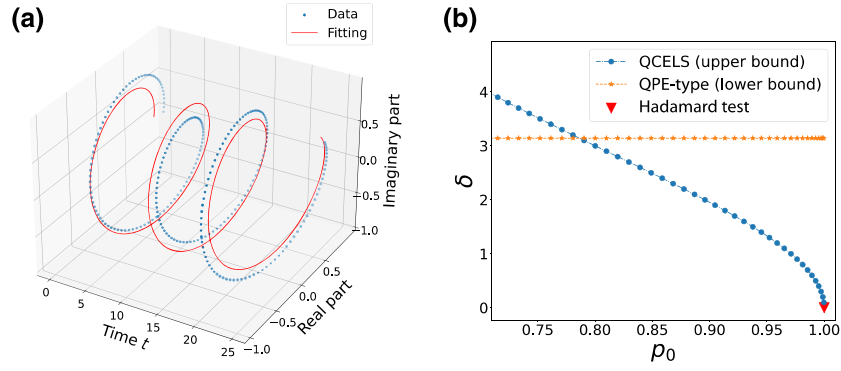 (a)
Data
Fitting
0.5
0.0
−0.5
−1.0
Imaginary part
0
5
10
15
20
25
Time t
−1.0
−0.5
0.0
0.5
Real part
(b)
QCELS (upper bound)
QPE-type (lower bound)
Hadamard test
4
3
2
1
0
δ
0.75
0.80
0.85
0.90
0.95
1.00
p0